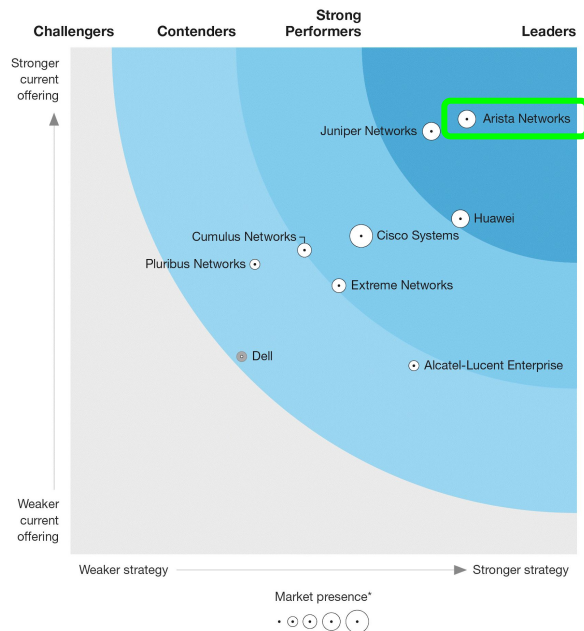 Challengers
Contenders
Strong
Performers
Leaders
Stronger
current
offering
Arista Networks
Juniper Networks
Huawei
Cisco Systems
Cumulus Networks
Pluribus Networks
Extreme Networks
Dell
Alcatel-Lucent Enterprise
Weaker
current
offering
Weaker strategy
Stronger strategy
Market presence*